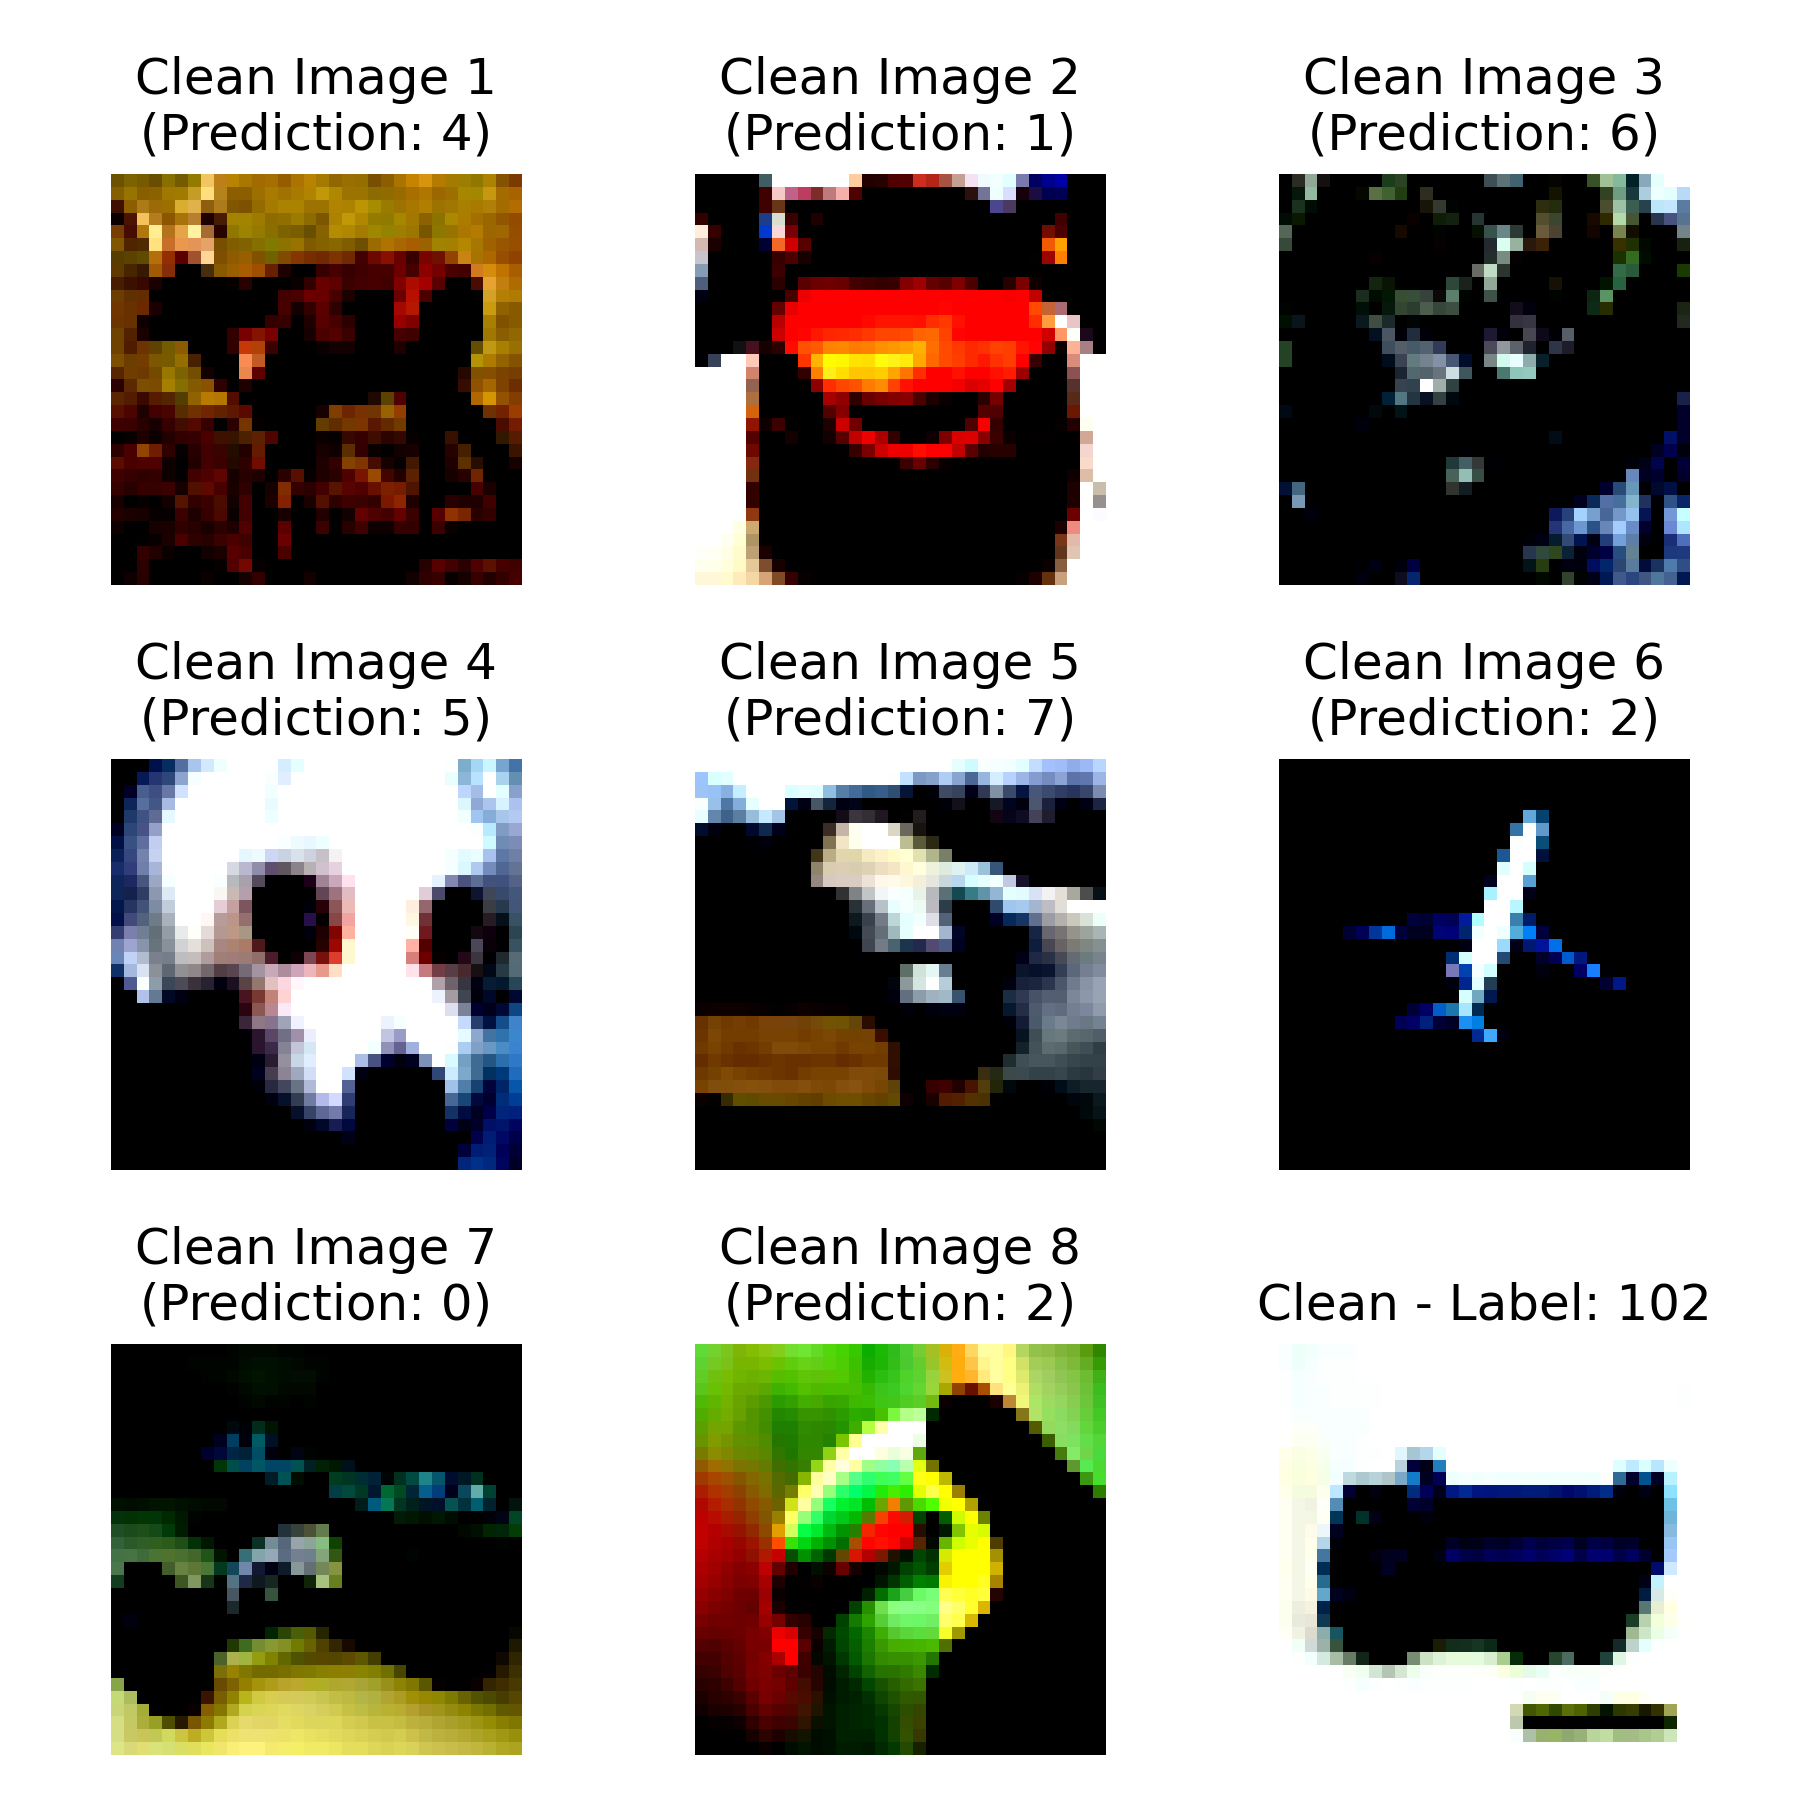 Clean Image 1
(Prediction: 4)
Clean Image 2
(Prediction: 1)
Clean Image 3
(Prediction: 6)
Clean Image 4
(Prediction: 5)
Clean Image 5
(Prediction: 7)
Clean Image 6
(Prediction: 2)
Clean Image 7
(Prediction: 0)
Clean Image 8
(Prediction: 2)
Clean - Label: 102